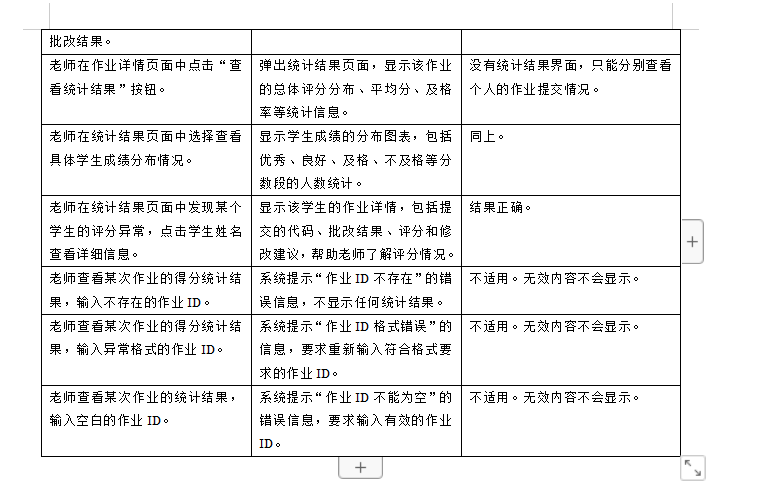 批改结果。
老师在作业详情页面中点击“查
看统计结果”按钮。
弹出统计结果页面，显示该作业
的总体评分分布、平均分、及格
率等统计信息。
没有统计结果界面，只能分别查看
个人的作业提交情况。
老师在统计结果页面中选择查看
具体学生成绩分布情况。
显示学生成绩的分布图表，包括
优秀、良好、及格、不及格等分
数段的人数统计。
同上。
老师在统计结果页面中发现某个
学生的评分异常，点击学生姓名
查看详细信息。
显示该学生的作业详情，包括提
交的代码、批改结果、评分和修
改建议，帮助老师了解评分情况。
结果正确。
老师查看某次作业的得分统计结
果，输入不存在的作业 ID。
系统提示“作业 ID 不存在”的错
误信息，不显示任何统计结果。
不适用。无效内容不会显示。
老师查看某次作业的得分统计结
果，输入异常格式的作业 ID。
系统提示“作业 ID 格式错误”的
信息，要求重新输入符合格式要
求的作业 ID。
不适用。无效内容不会显示。
老师查看某次作业的统计结果，
输入空白的作业 ID。
系统提示“作业 ID 不能为空”的
错误信息，要求输入有效的作业
ID。
不适用。无效内容不会显示。